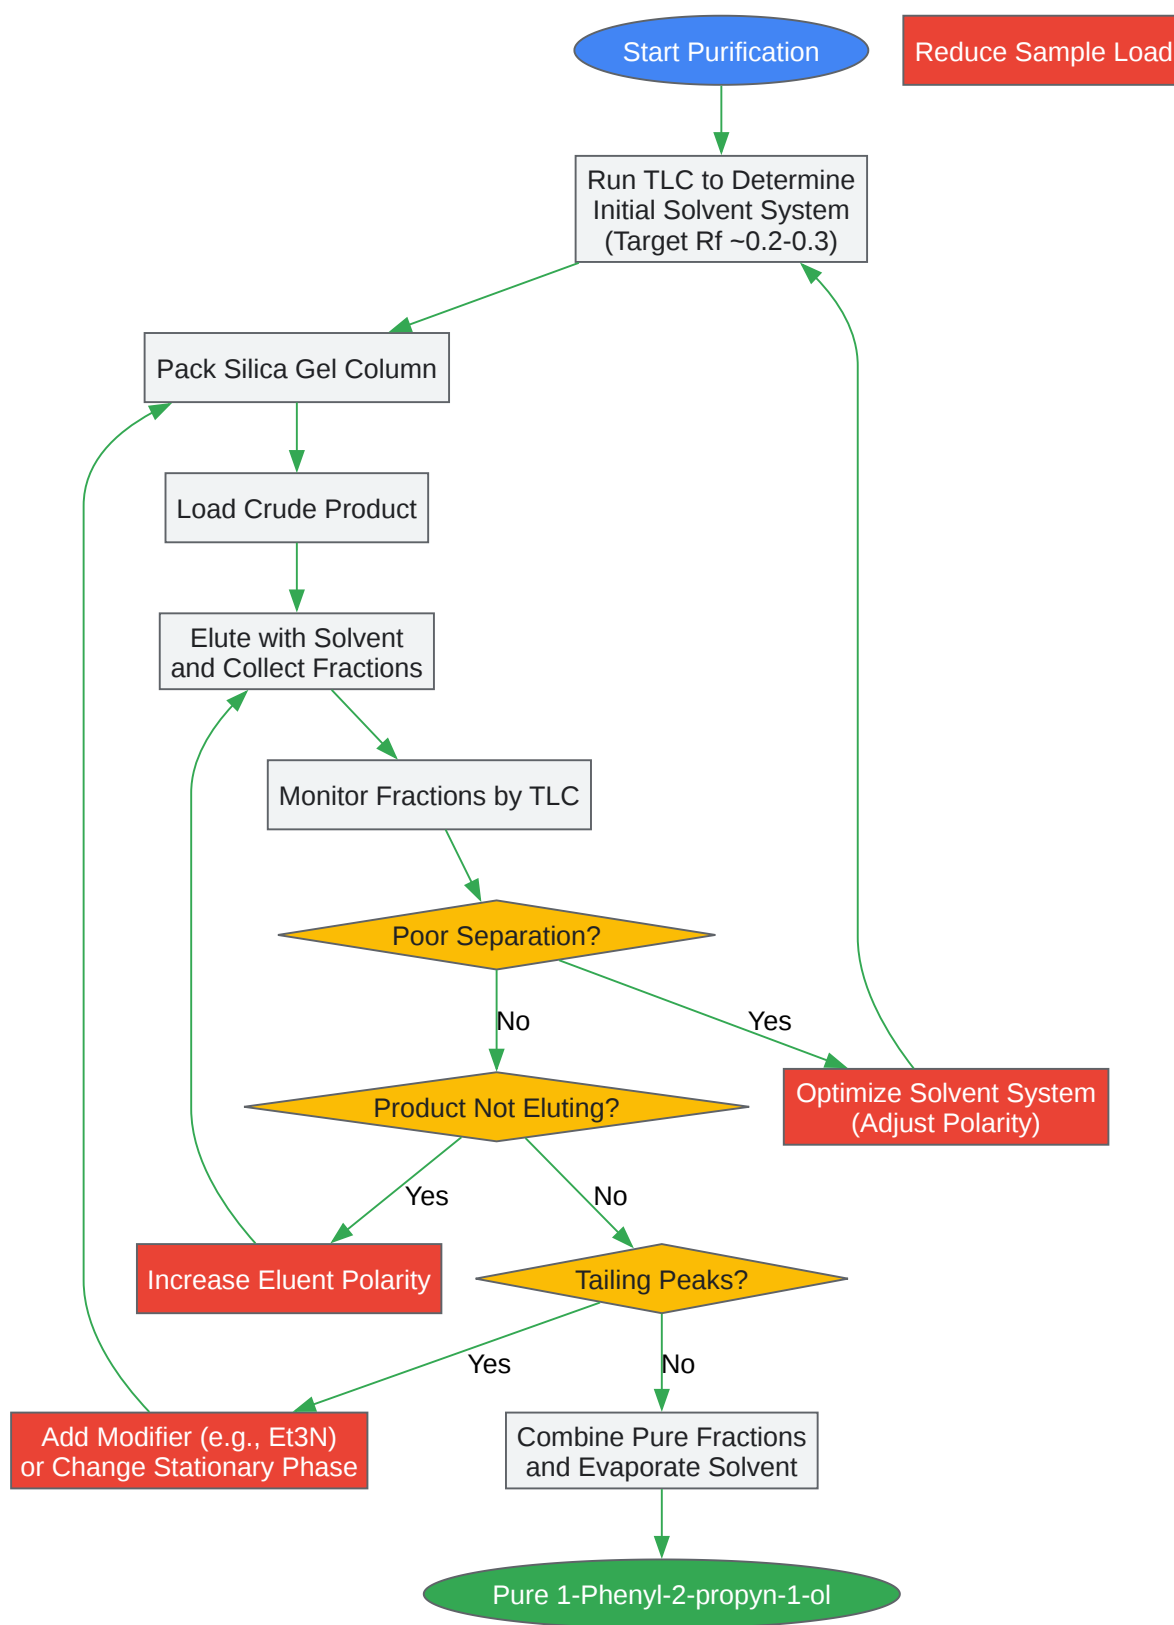 Start Purification
Reduce Sample Load
Run TLC to Determine
Initial Solvent System
(Target Rf ~0.2-0.3)
Pack Silica Gel Column
Load Crude Product
Elute with Solvent
and Collect Fractions
Monitor Fractions by TLC
Poor Separation?
No
Yes
Product Not Eluting?
Optimize Solvent System
(Adjust Polarity)
Yes
No
Increase Eluent Polarity
Tailing Peaks?
Yes
No
Add Modifier (e.g., Et3N)
or Change Stationary Phase
Combine Pure Fractions
and Evaporate Solvent
Pure 1-Phenyl-2-propyn-1-ol